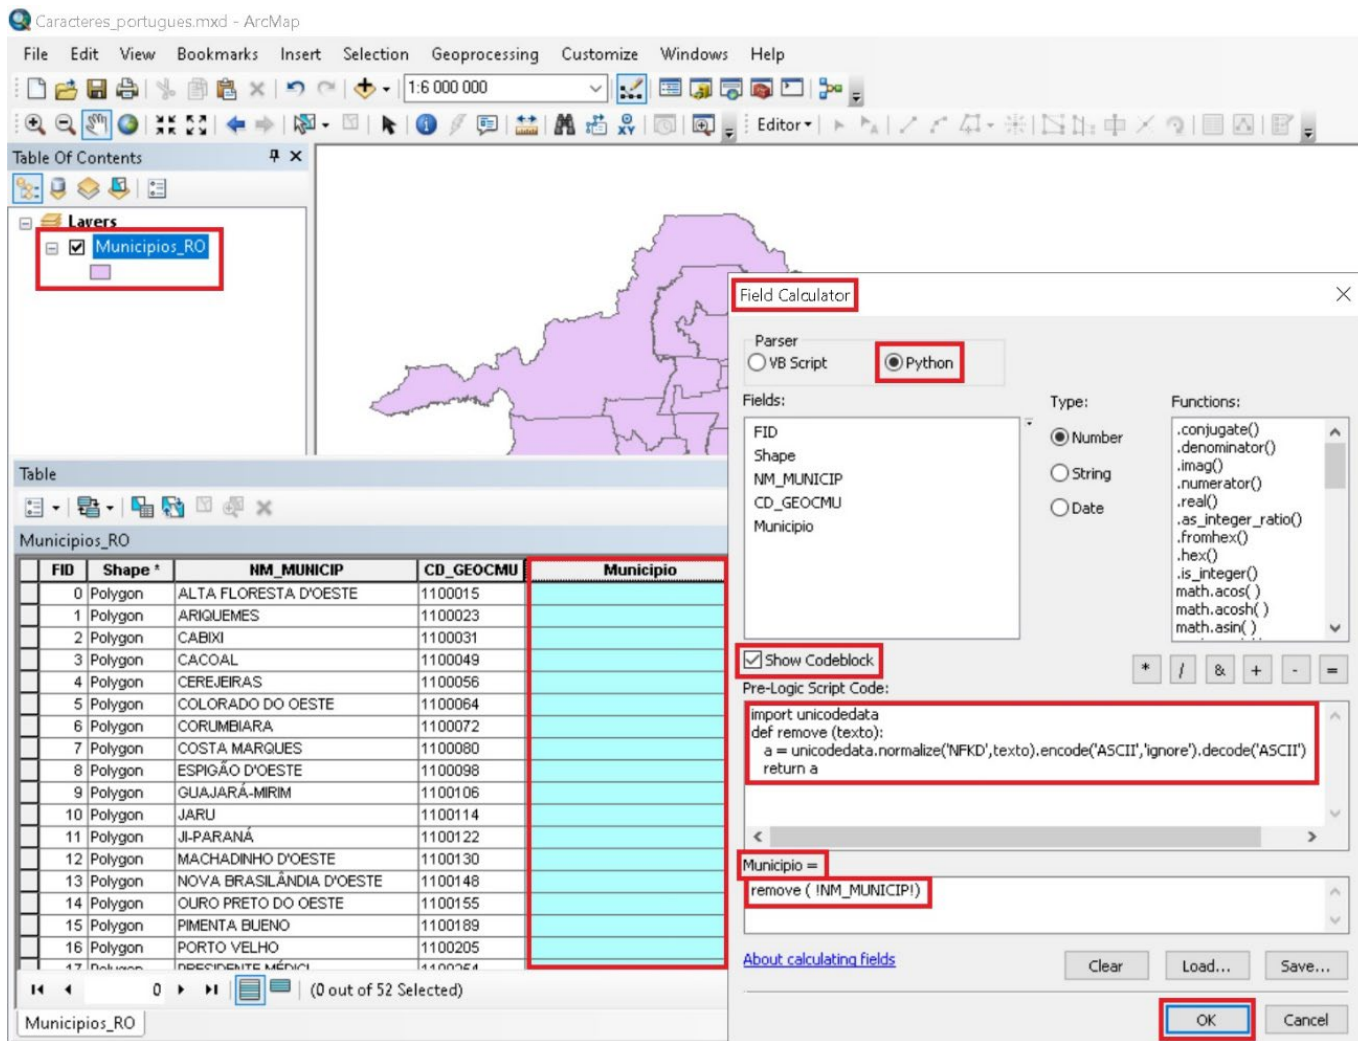 Caracteres_portugues.mxd - ArcMap
File Edit View Bookmarks Insert Selection Geoprocessing Customize Windows Help
1:6 000 000
Editor
Table Of Contents
Layers
Municipios_RO
Field Calculator
Parser
VB Script Python
Fields: Type: Functions:
FID
Shape
NM_MUNICIP
CD_GEOCMU
Municipio
Number
String
Date
.conjugate()
.denominator()
.imag()
.numerator()
.real()
.as_integer_ratio()
.fromhex()
.hex()
.is_integer()
math.acos( )
math.acosh( )
math.asin( )
Show Codeblock
* / & + - =
Pre-Logic Script Code:
import unicodedata
def remove (texto):
a = unicodedata.normalize('NFKD',texto).encode('ASCII','ignore').decode('ASCII')
return a
Municipio =
remove ( !NM_MUNICIP!)
About calculating fields
Clear Load... Save...
OK Cancel
Table
Municipios_RO
FID Shape * NM_MUNICIP CD_GEOCMU Municipio
0 Polygon ALTA FLORESTA D'OESTE 1100015
1 Polygon ARIQUEMES 1100023
2 Polygon CABIXI 1100031
3 Polygon CACOAL 1100049
4 Polygon CEREJEIRAS 1100056
5 Polygon COLORADO DO OESTE 1100064
6 Polygon CORUMBIARA 1100072
7 Polygon COSTA MARQUES 1100080
8 Polygon ESPIGÃO D'OESTE 1100098
9 Polygon GUAJARÁ-MIRIM 1100106
10 Polygon JARU 1100114
11 Polygon JI-PARANÁ 1100122
12 Polygon MACHADINHO D'OESTE 1100130
13 Polygon NOVA BRASILÂNDIA D'OESTE 1100148
14 Polygon OURO PRETO DO OESTE 1100155
15 Polygon PIMENTA BUENO 1100189
16 Polygon PORTO VELHO 1100205
17 Polygon PRESIDENTE MÉDICI 1100254
0 (0 out of 52 Selected)
Municipios_RO